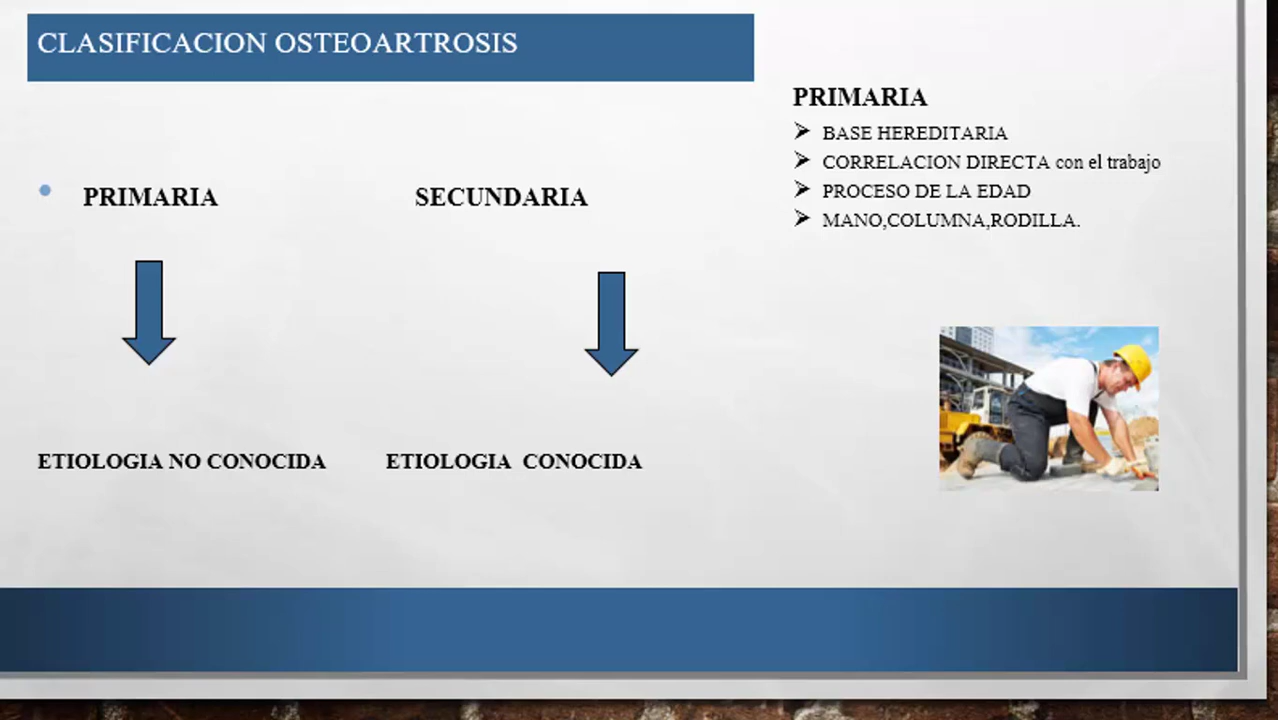 CLASIFICACION OSTEOARTROSIS
PRIMARIA SECUNDARIA
ETIOLOGIA NO CONOCIDA ETIOLOGIA CONOCIDA
PRIMARIA
BASE HEREDITARIA
CORRELACION DIRECTA con el trabajo
PROCESO DE LA EDAD
MANO,COLUMNA,RODILLA.